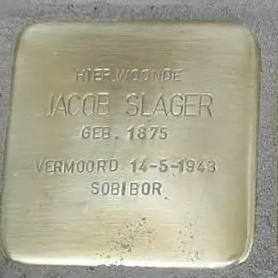 HIER WOONDE
JACOB SLAGER
GEB. 1875
VERMOORD 14-5-1943
SOBIBOR